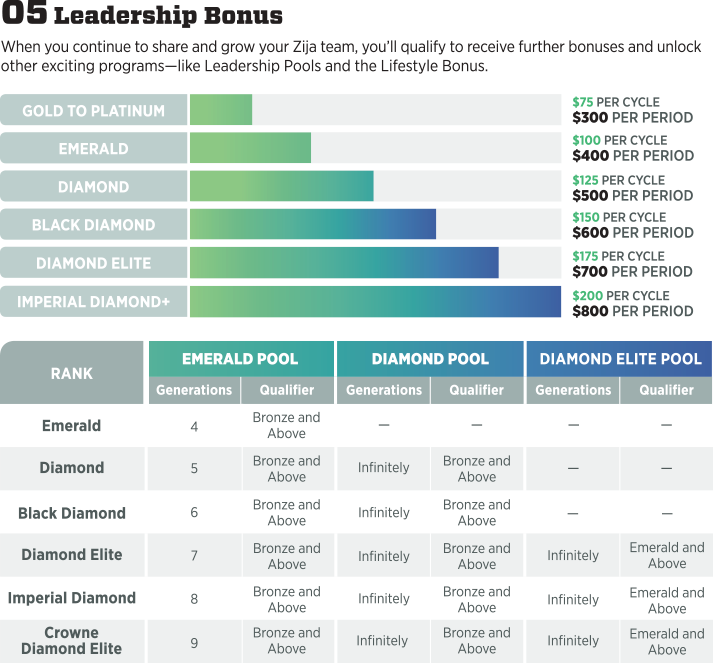 05 Leadership Bonus
When you continue to share and grow your Zija team, you'll qualify to receive further bonuses and unlock
other exciting programs—like Leadership Pools and the Lifestyle Bonus.
GOLD TO PLATINUM
$75 PER CYCLE
$300 PER PERIOD
EMERALD
$100 PER CYCLE
$400 PER PERIOD
DIAMOND
$125 PER CYCLE
$500 PER PERIOD
BLACK DIAMOND
$150 PER CYCLE
$600 PER PERIOD
DIAMOND ELITE
$175 PER CYCLE
$700 PER PERIOD
IMPERIAL DIAMOND+
$200 PER CYCLE
$800 PER PERIOD
RANK
EMERALD POOL DIAMOND POOL DIAMOND ELITE POOL
Generations Qualifier Generations Qualifier Generations Qualifier
Emerald 4 Bronze and Above — — — —
Diamond 5 Bronze and Above Infinitely Bronze and Above — —
Black Diamond 6 Bronze and Above Infinitely Bronze and Above — —
Diamond Elite 7 Bronze and Above Infinitely Bronze and Above Infinitely Emerald and Above
Imperial Diamond 8 Bronze and Above Infinitely Bronze and Above Infinitely Emerald and Above
Crowne Diamond Elite 9 Bronze and Above Infinitely Bronze and Above Infinitely Emerald and Above